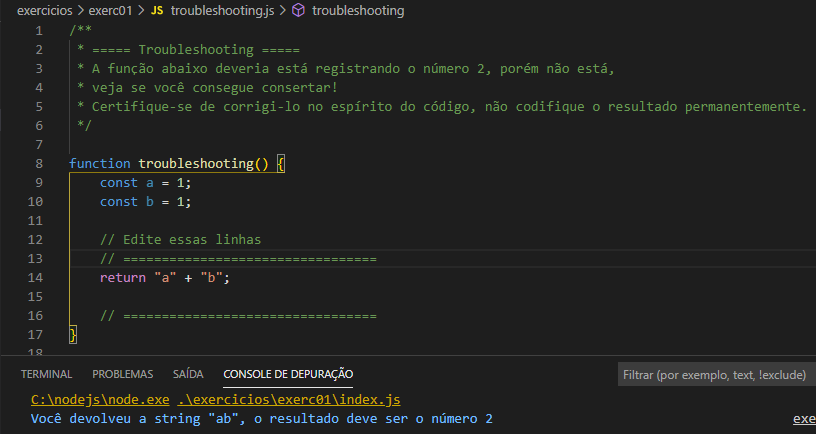 exercicios > exerc01 > JS troubleshooting.js > troubleshooting
1 /**
2 * ===== Troubleshooting =====
3 * A função abaixo deveria está registrando o número 2, porém não está,
4 * veja se você consegue consertar!
5 * Certifique-se de corrigi-lo no espírito do código, não codifique o resultado permanentemente.
6 */
7
8 function troubleshooting() {
9 const a = 1;
10 const b = 1;
11
12 // Edite essas linhas
13 // =================================
14 return "a" + "b";
15
16 // =================================
17 }
18
TERMINAL PROBLEMAS SAÍDA CONSOLE DE DEPURAÇÃO Filtrar (por exemplo, text, !exclude)
C:\nodejs\node.exe .\exercicios\exerc01\index.js
Você devolveu a string "ab", o resultado deve ser o número 2 exe